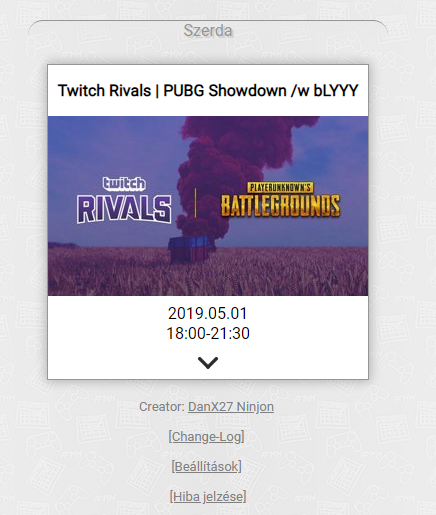 Szerda
Twitch Rivals | PUBG Showdown /w bLYYY
twitch
RIVALS
PLAYERUNKNOWN'S
BATTLEGROUNDS
2019.05.01
18:00-21:30
Creator: DanX27 Ninjon
[Change-Log]
[Beállítások]
[Hiba jelzése]